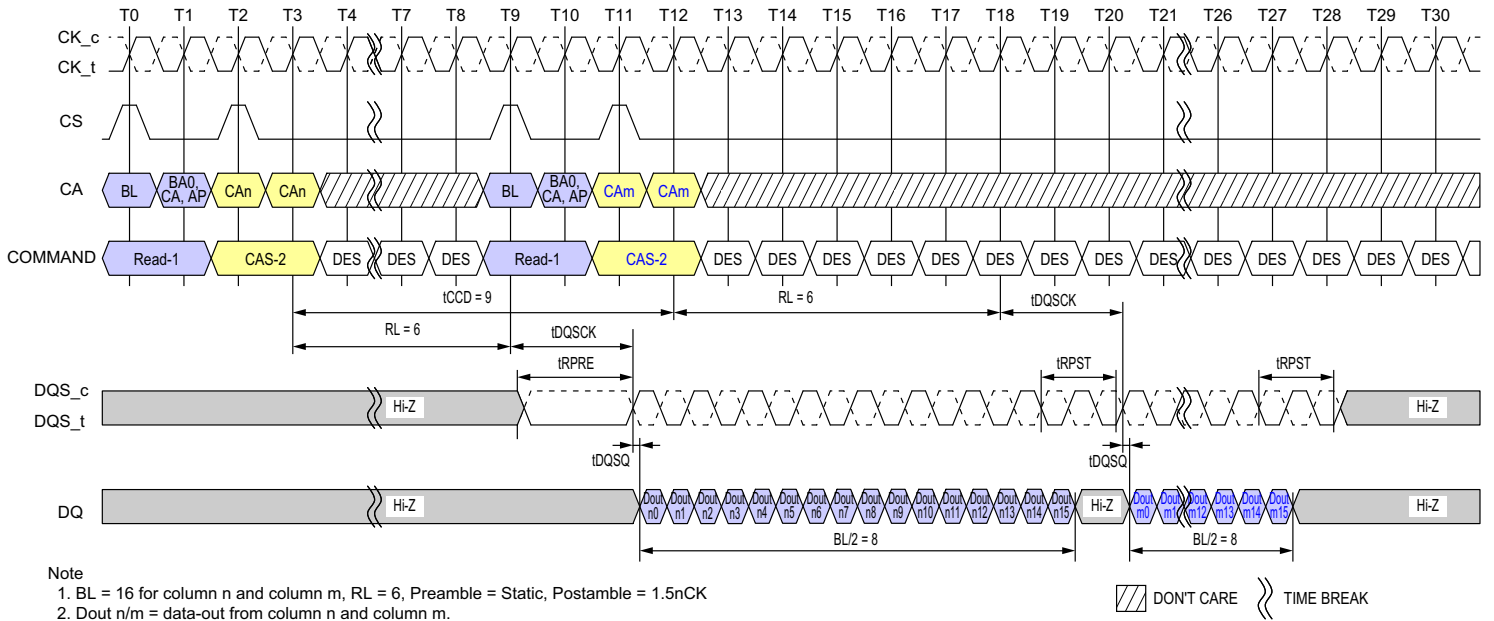 T0 T1 T2 T3 T4 T7 T8 T9 T10 T11 T12 T13 T14 T15 T16 T17 T18 T19 T20 T21 T26 T27 T28 T29 T30
CK_c
CK_t
CS
CA
BL BA0, CA, AP CAn CAn BL BA0, CA, AP CAm CAm
COMMAND
Read-1 CAS-2 DES DES DES Read-1 CAS-2 DES DES DES DES DES DES DES DES DES DES DES DES DES DES
tCCD = 9 RL = 6 tDQSCK
RL = 6 tDQSCK
tRPRE tRPST tRPST
DQS_c
DQS_t
Hi-Z Hi-Z
tDQSQ tDQSQ
DQ
Hi-Z Dout n0 Dout n1 Dout n2 Dout n3 Dout n4 Dout n5 Dout n6 Dout n7 Dout n8 Dout n9 Dout n10 Dout n11 Dout n12 Dout n13 Dout n14 Dout n15 Hi-Z Dout m0 Dout m1 Dout m12 Dout m13 Dout m14 Dout m15 Hi-Z
BL/2 = 8 BL/2 = 8
Note
1. BL = 16 for column n and column m, RL = 6, Preamble = Static, Postamble = 1.5nCK
2. Dout n/m = data-out from column n and column m.
DON'T CARE TIME BREAK